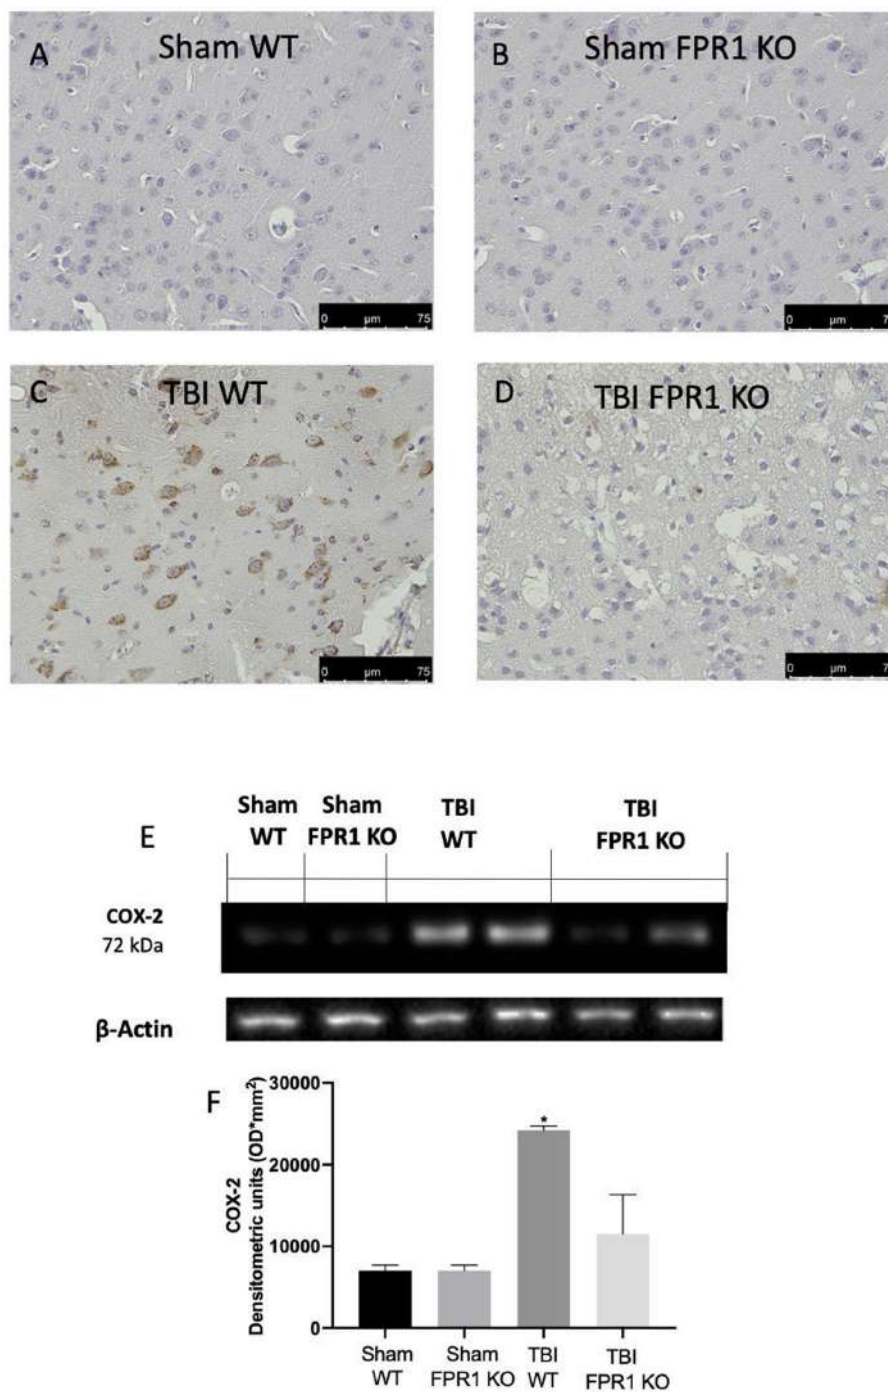 A Sham WT
B Sham FPR1 KO
0 µm 75
0 µm 7
C TBI WT
D TBI FPR1 KO
0 µm 75
0 µm 7
E
Sham Sham TBI TBI
WT FPR1 KO WT FPR1 KO
COX-2
72 kDa
β-Actin
F
COX-2
Densitometric units (OD*mm²)
30000
20000
10000
0
*
Sham Sham TBI TBI
WT FPR1 KO WT FPR1 KO